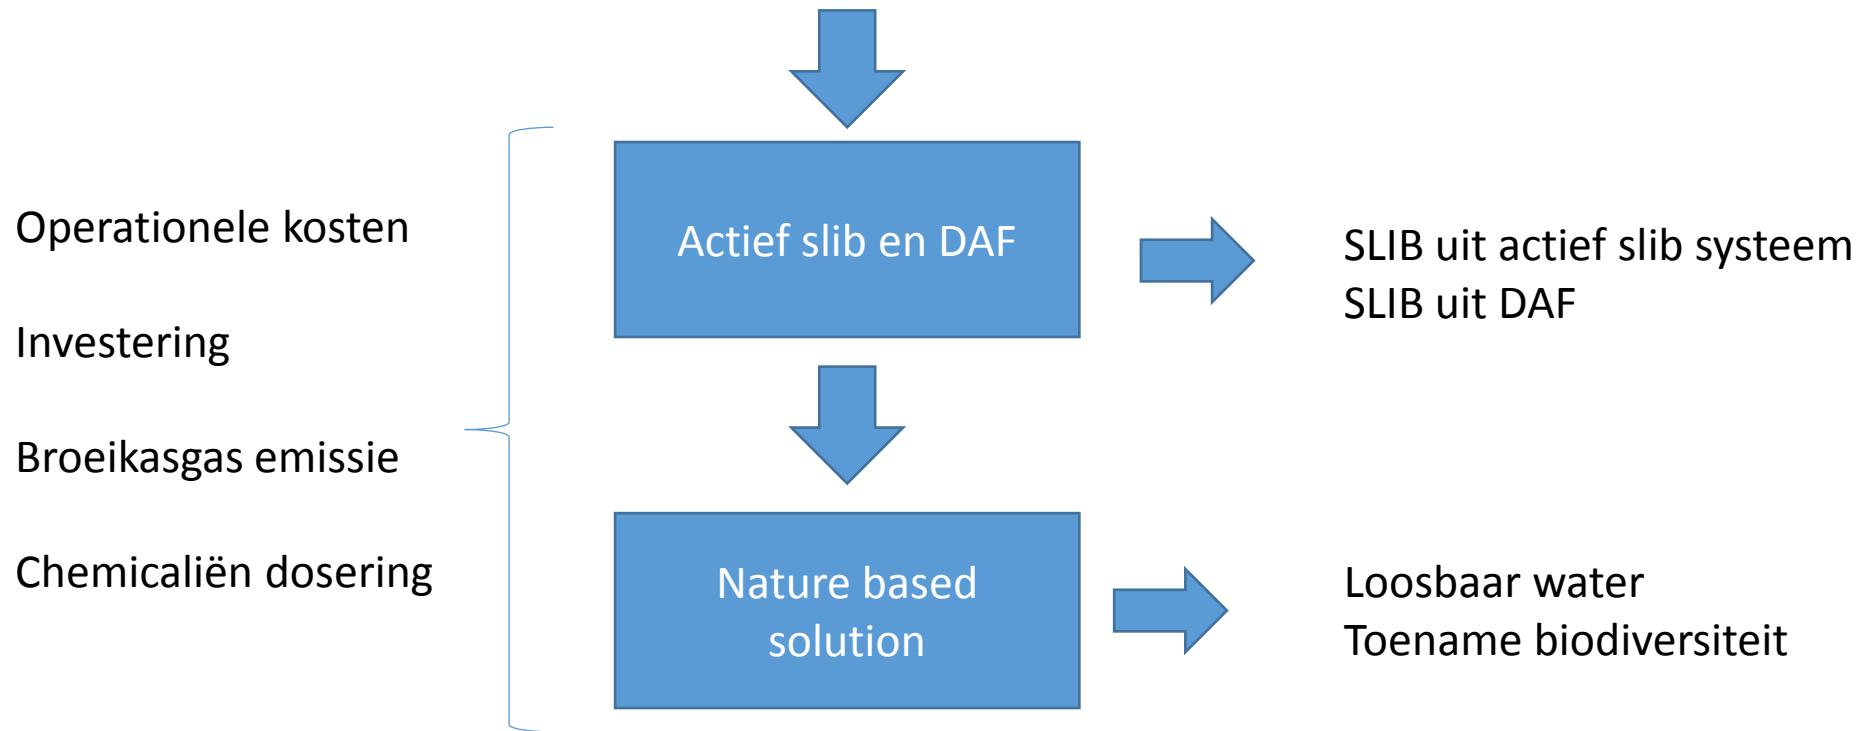 Operationele kosten
Investering
Broeikasgas emissie
Chemicaliën dosering
Actief slib en DAF
SLIB uit actief slib systeem
SLIB uit DAF
Nature based
solution
Loosbaar water
Toename biodiversiteit